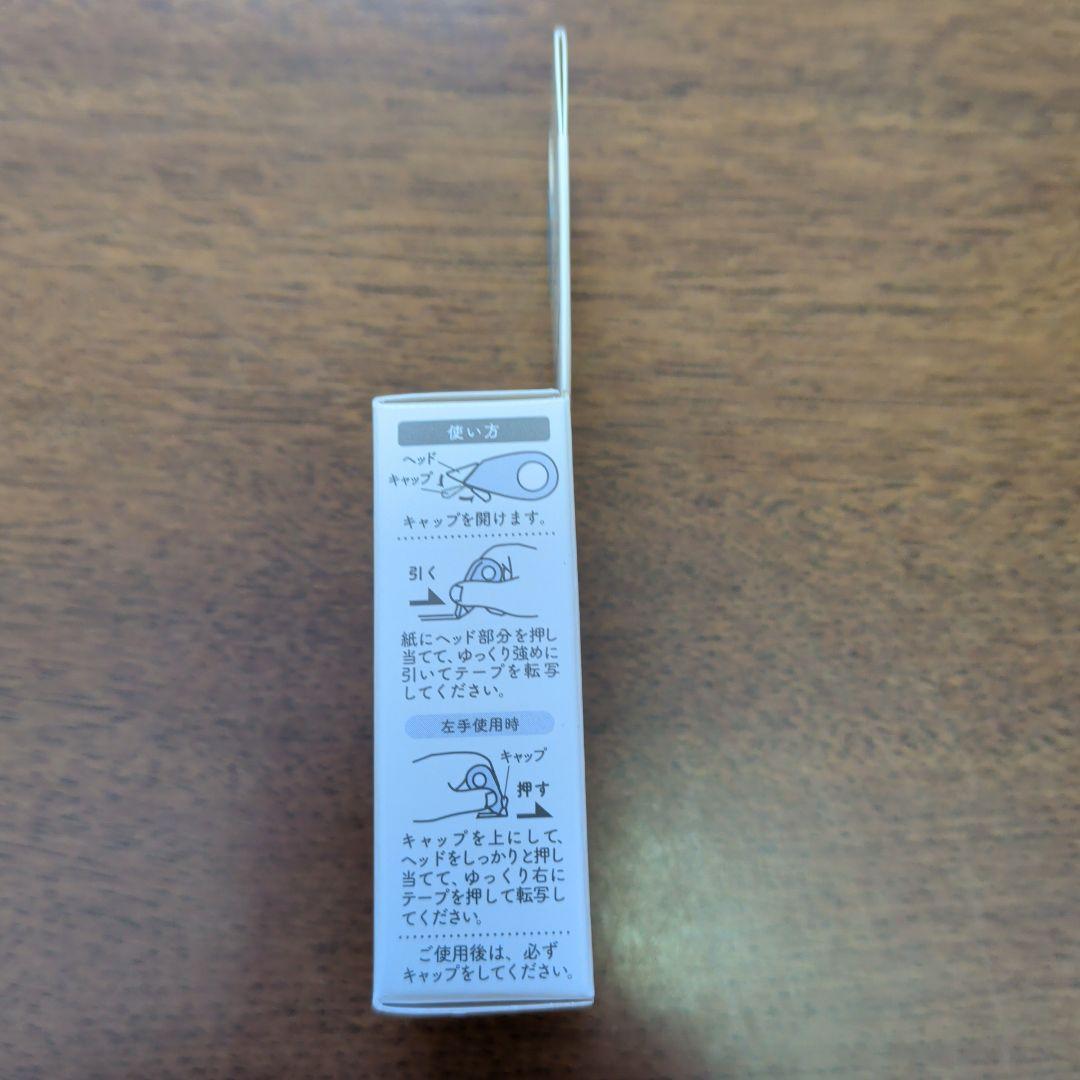 使い方
ヘッド
キャップ
キャップを開けます。
引く
紙にヘッド部分を押し
当てて、ゆっくり強めに
引いてテープを転写
してください。
左手使用時
キャップ
押す
キャップを上にして、
ヘッドをしっかりと押し
当てて、ゆっくり右に
テープを押して転写し
てください。
ご使用後は、必ず
キャップをしてください。